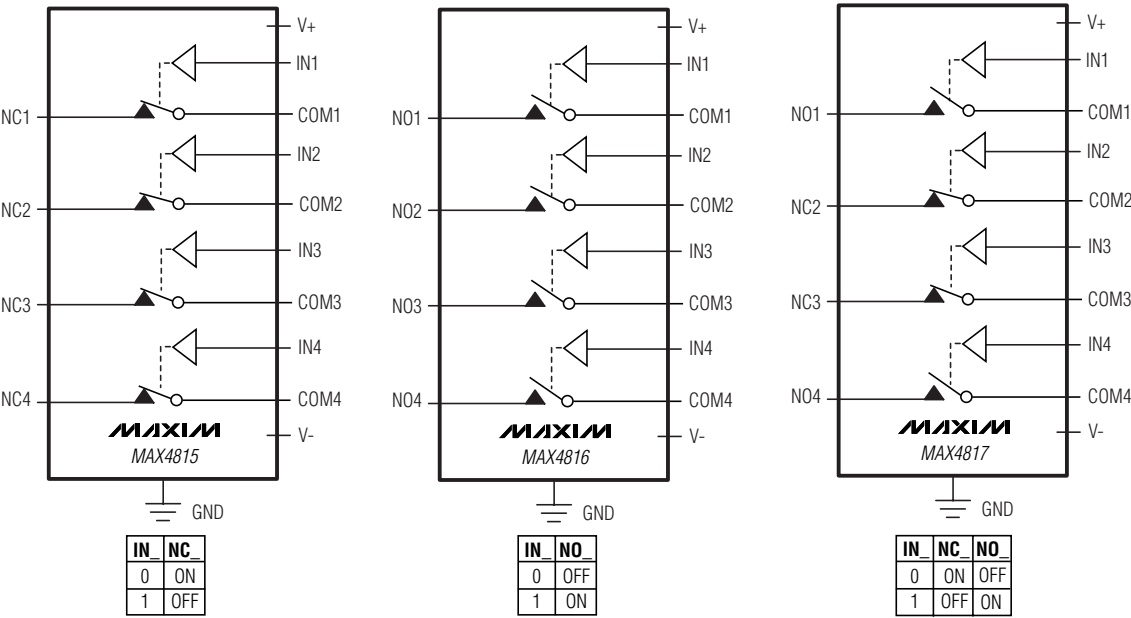 V+
IN1
NC1
COM1
IN2
NC2
COM2
IN3
NC3
COM3
IN4
NC4
COM4
MAXIM
V-
MAX4815
GND
IN_ NC_
0 ON
1 OFF
V+
IN1
NO1
COM1
IN2
NO2
COM2
IN3
NO3
COM3
IN4
NO4
COM4
MAXIM
V-
MAX4816
GND
IN_ NO_
0 OFF
1 ON
V+
IN1
NO1
COM1
IN2
NC2
COM2
IN3
NC3
COM3
IN4
NO4
COM4
MAXIM
V-
MAX4817
GND
IN_ NC_ NO_
0 ON OFF
1 OFF ON